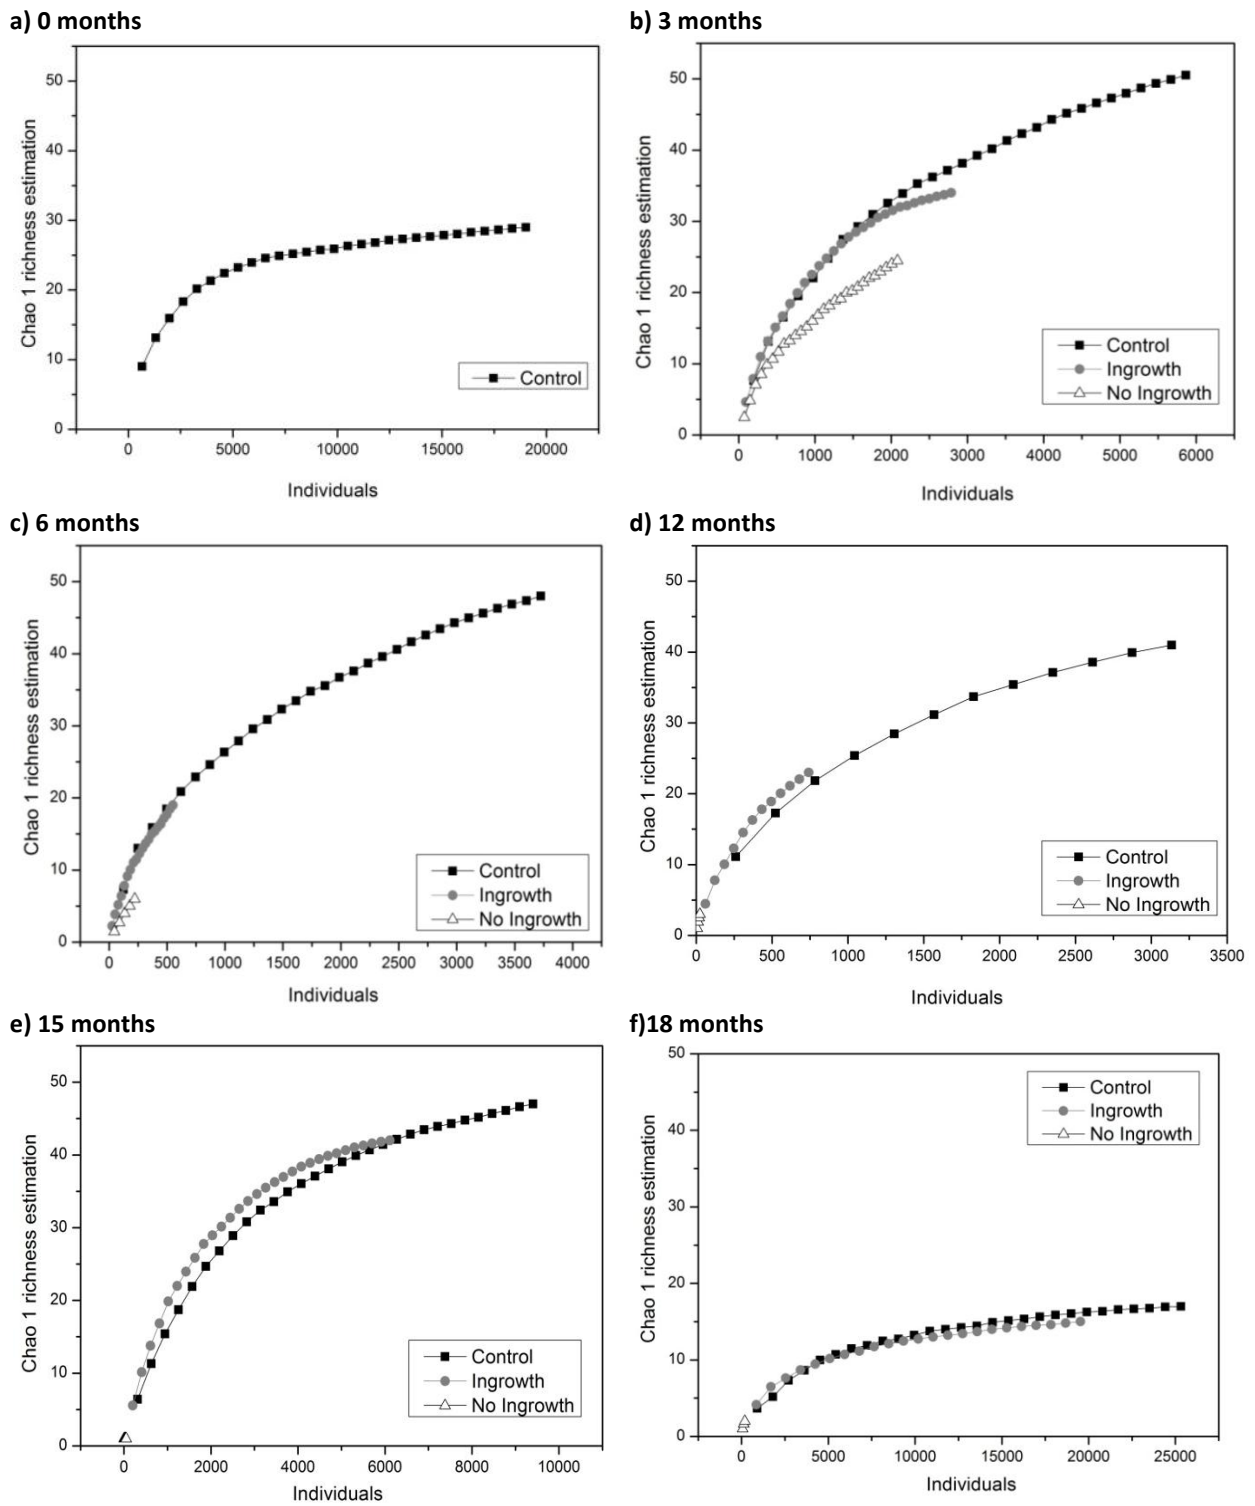 a) 0 months
50
40
30
20
10
0
Chao 1 richness estimation
Control
0 5000 10000 15000 20000
Individuals
b) 3 months
50
40
30
20
10
0
Chao 1 richness estimation
Control
Ingrowth
No Ingrowth
0 1000 2000 3000 4000 5000 6000
Individuals
c) 6 months
50
40
30
20
10
0
Chao 1 richness estimation
Control
Ingrowth
No Ingrowth
0 500 1000 1500 2000 2500 3000 3500 4000
Individuals
d) 12 months
50
40
30
20
10
0
Chao 1 richness estimation
Control
Ingrowth
No Ingrowth
0 500 1000 1500 2000 2500 3000 3500
Individuals
e) 15 months
50
40
30
20
10
0
Chao 1 richness estimation
Control
Ingrowth
No Ingrowth
0 2000 4000 6000 8000 10000
Individuals
f)18 months
50
40
30
20
10
0
Chao 1 richness estimation
Control
Ingrowth
No Ingrowth
0 5000 10000 15000 20000 25000
Individuals